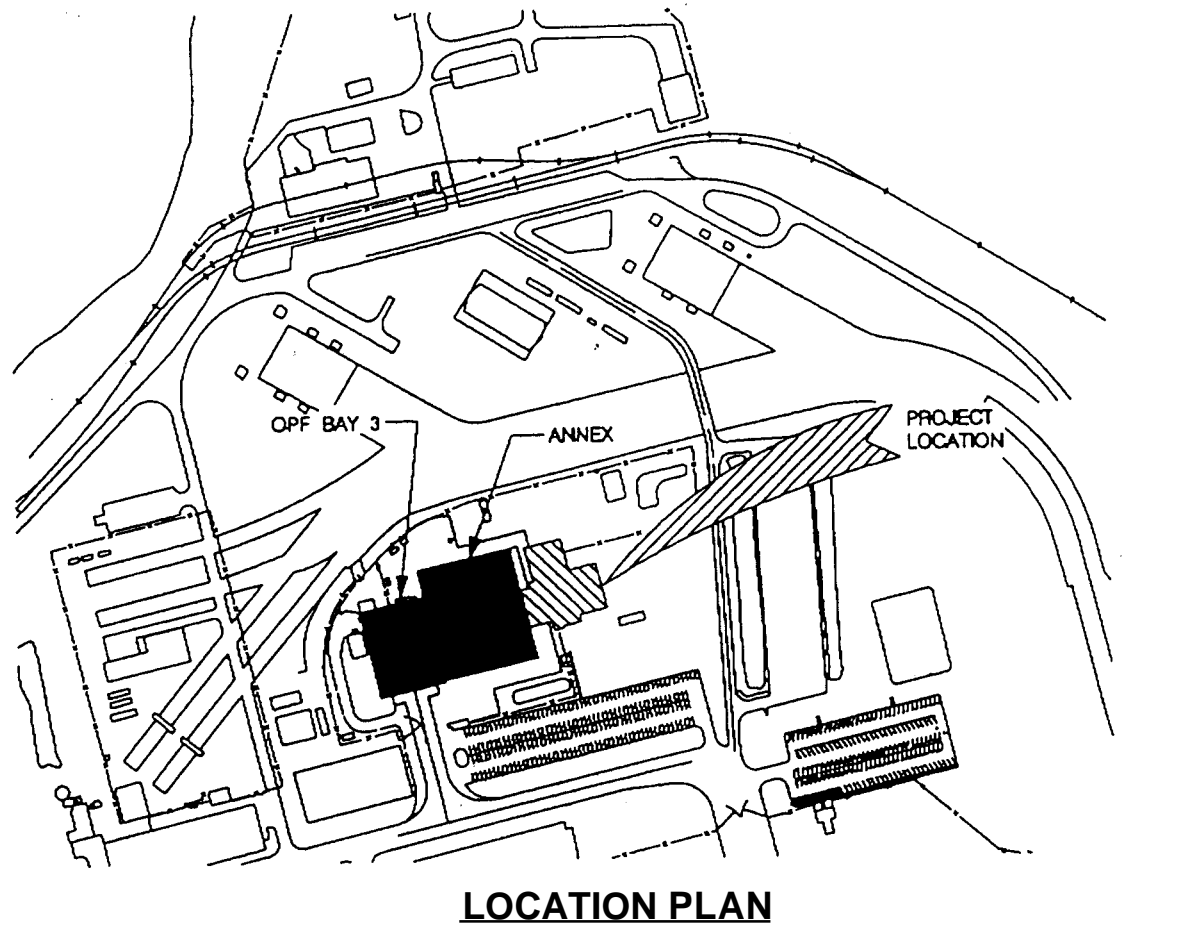 OPF BAY 3
ANNEX
PROJECT
LOCATION
LOCATION PLAN